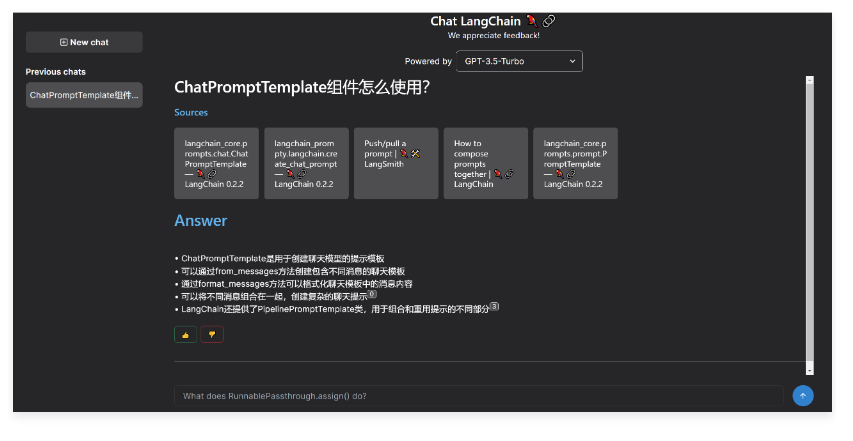 Chat LangChain 🦜 🔗
We appreciate feedback!
New chat
Powered by GPT-3.5-Turbo
Previous chats
ChatPromptTemplate组件...
ChatPromptTemplate组件怎么使用?
Sources
langchain_core.p
rompts.chat.Chat
PromptTemplate
— 🦜🔗
LangChain 0.2.2
langchain_prom
pty.langchain.cre
ate_chat_prompt
— 🦜🔗
LangChain 0.2.2
Push/pull a
prompt | 🦜🛠️
LangSmith
How to
compose
prompts
together | 🦜🔗
LangChain
langchain_core.p
rompts.prompt.P
romptTemplate
— 🦜🔗
LangChain 0.2.2
Answer
• ChatPromptTemplate是用于创建聊天模型的提示模板
• 可以通过from_messages方法创建包含不同消息的聊天模板
• 通过format_messages方法可以格式化聊天模板中的消息内容
• 可以将不同消息组合在一起，创建复杂的聊天提示 0
• LangChain还提供了PipelinePromptTemplate类，用于组合和重用提示的不同部分 3
👍 👎
What does RunnablePassthrough.assign() do?